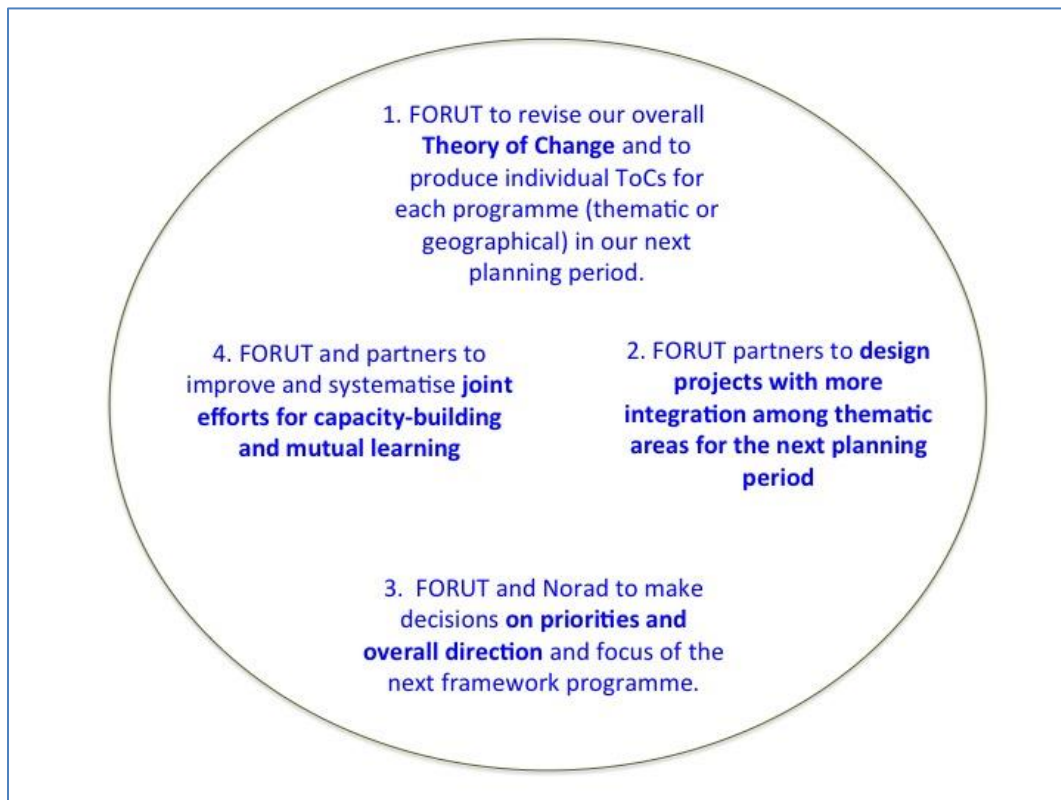 1. FORUT to revise our overall
Theory of Change and to
produce individual ToCs for
each programme (thematic or
geographical) in our next
planning period.
2. FORUT partners to design
projects with more
integration among thematic
areas for the next planning
period
3. FORUT and Norad to make
decisions on priorities and
overall direction and focus of the
next framework programme.
4. FORUT and partners to
improve and systematise joint
efforts for capacity-building
and mutual learning